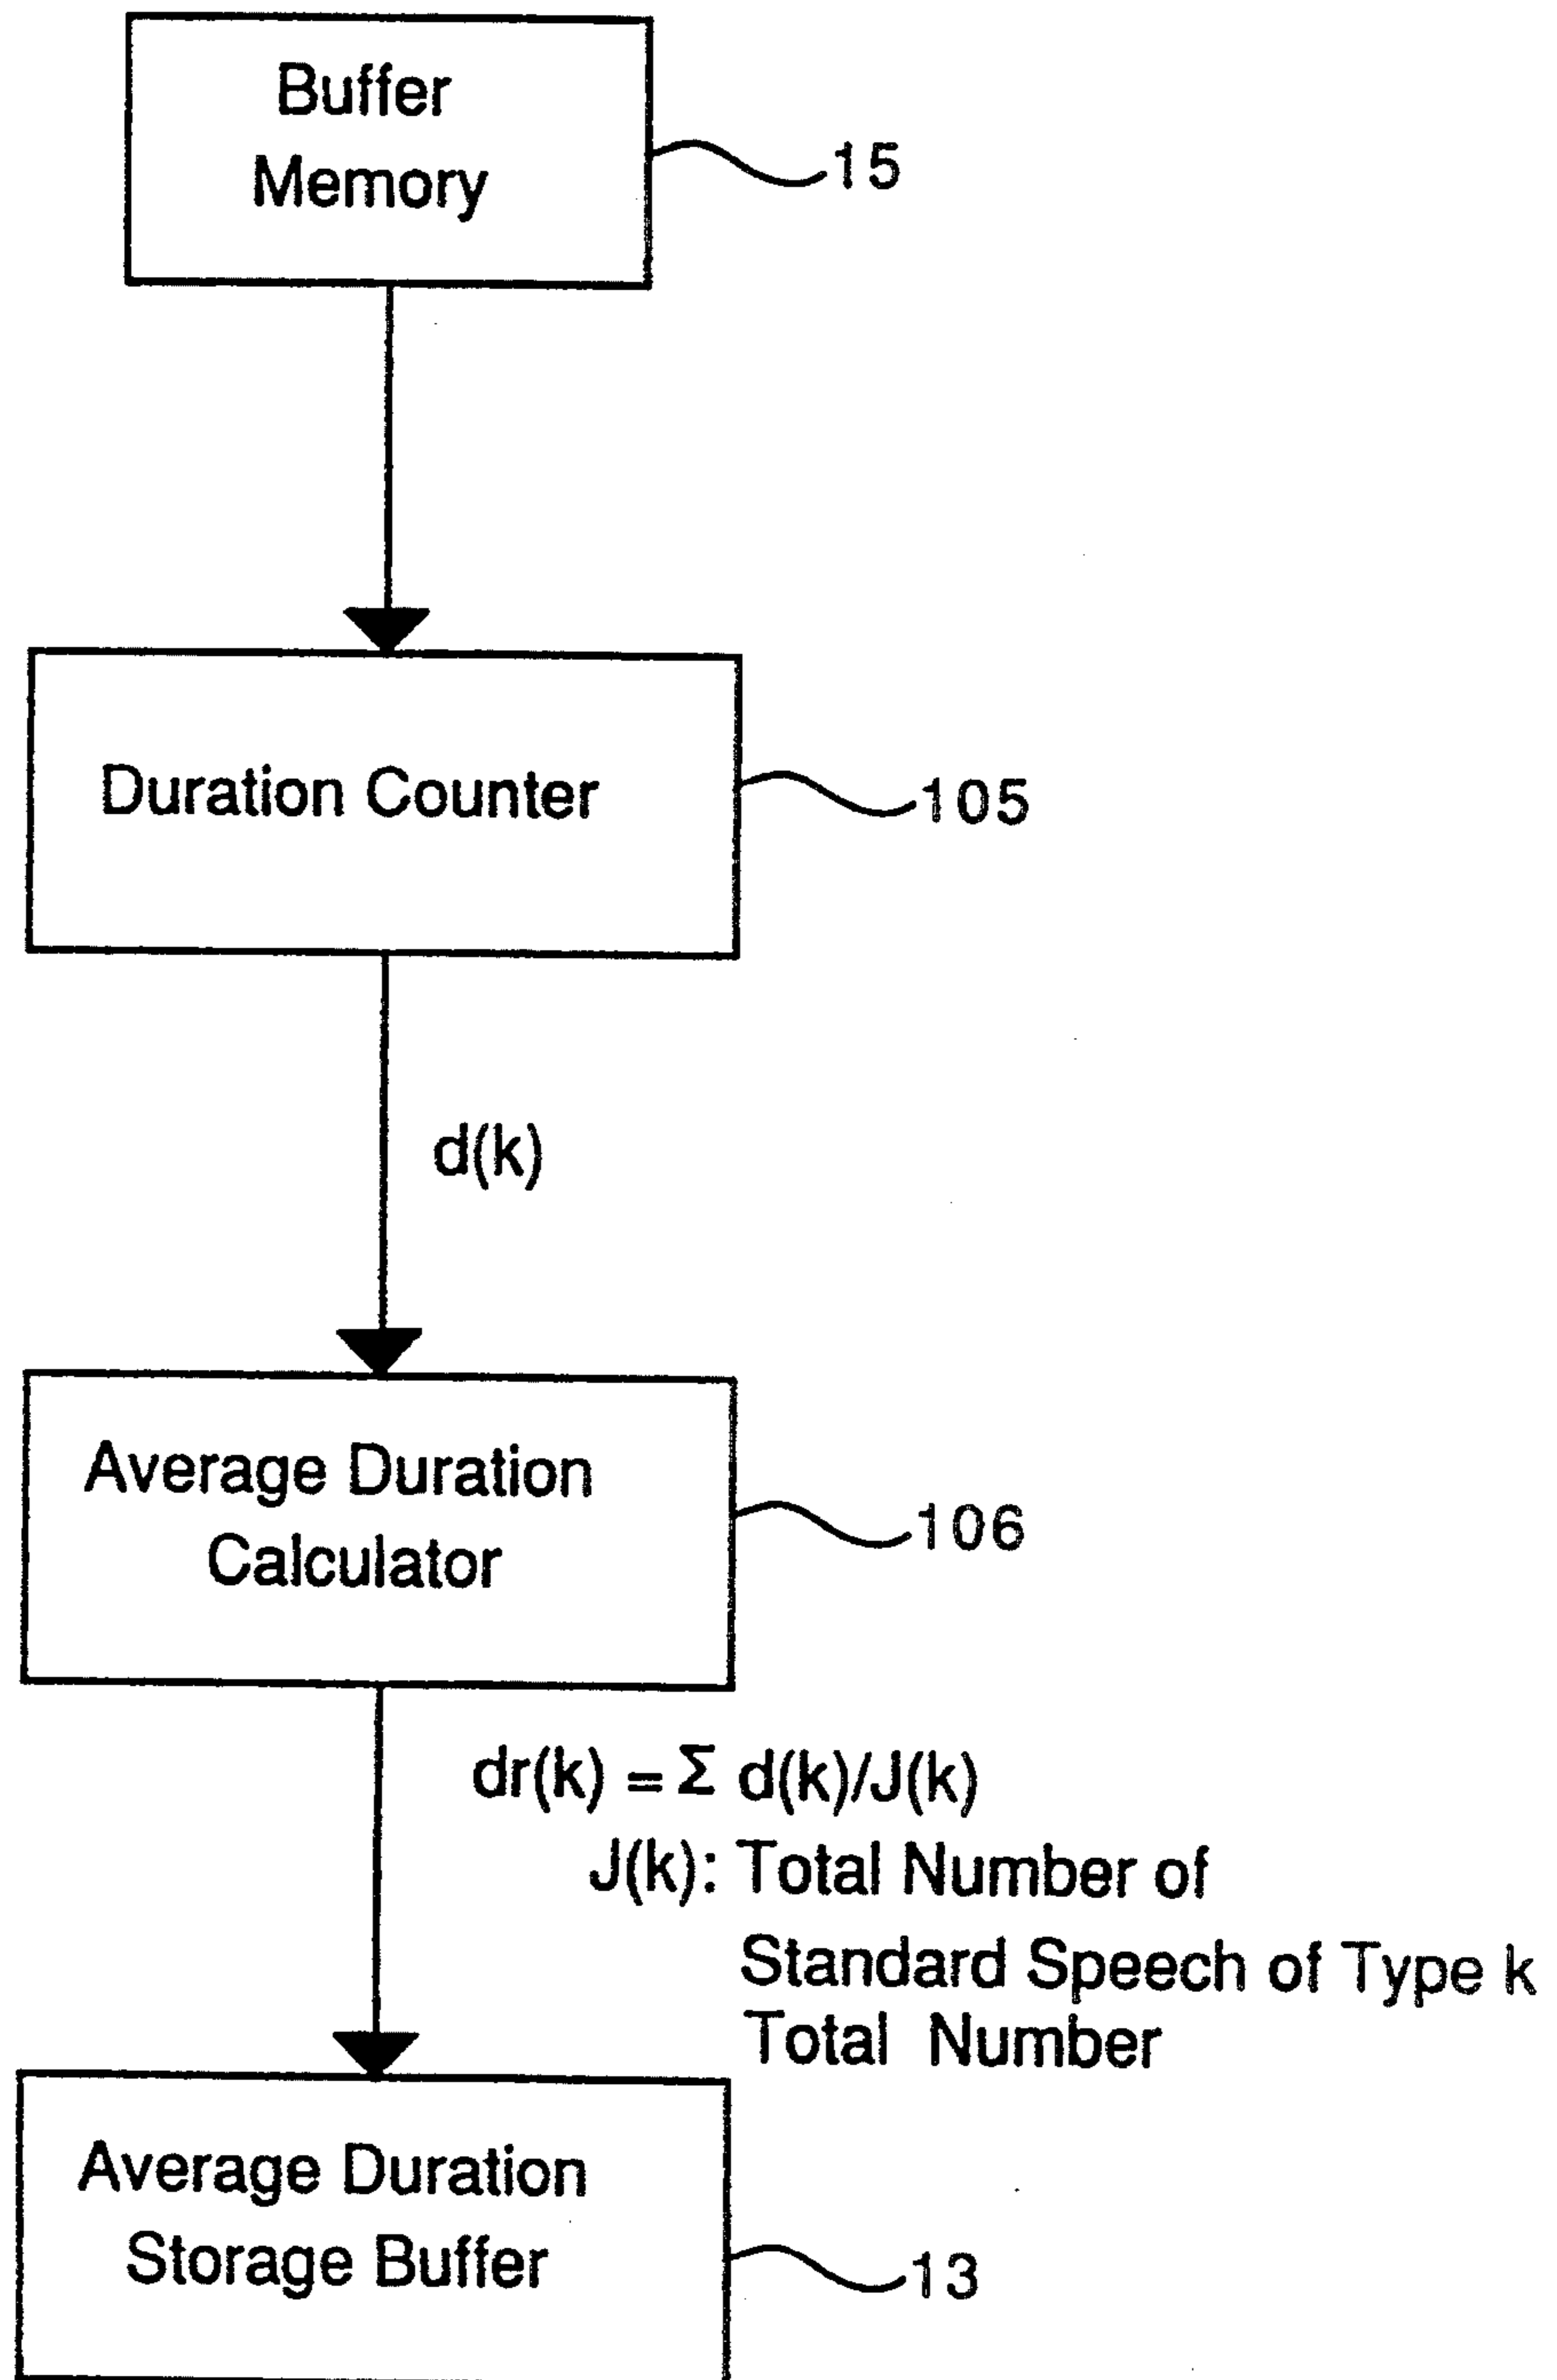 Buffer
Memory
15
Duration Counter
105
d(k)
Average Duration
Calculator
106
dr(k) = Σ d(k)/J(k)
J(k): Total Number of
Standard Speech of Type k
Total Number
Average Duration
Storage Buffer
13